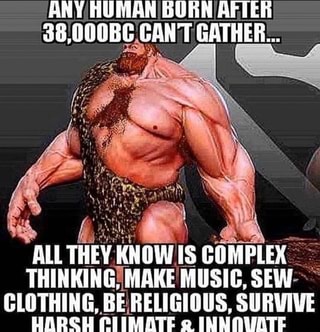 ANY HUMAN BORN AFTER
38,000BC CAN'T GATHER...
ALL THEY KNOW IS COMPLEX
THINKING, MAKE MUSIC, SEW
CLOTHING, BE RELIGIOUS, SURVIVE
HARSH CLIMATE & INNOVATE